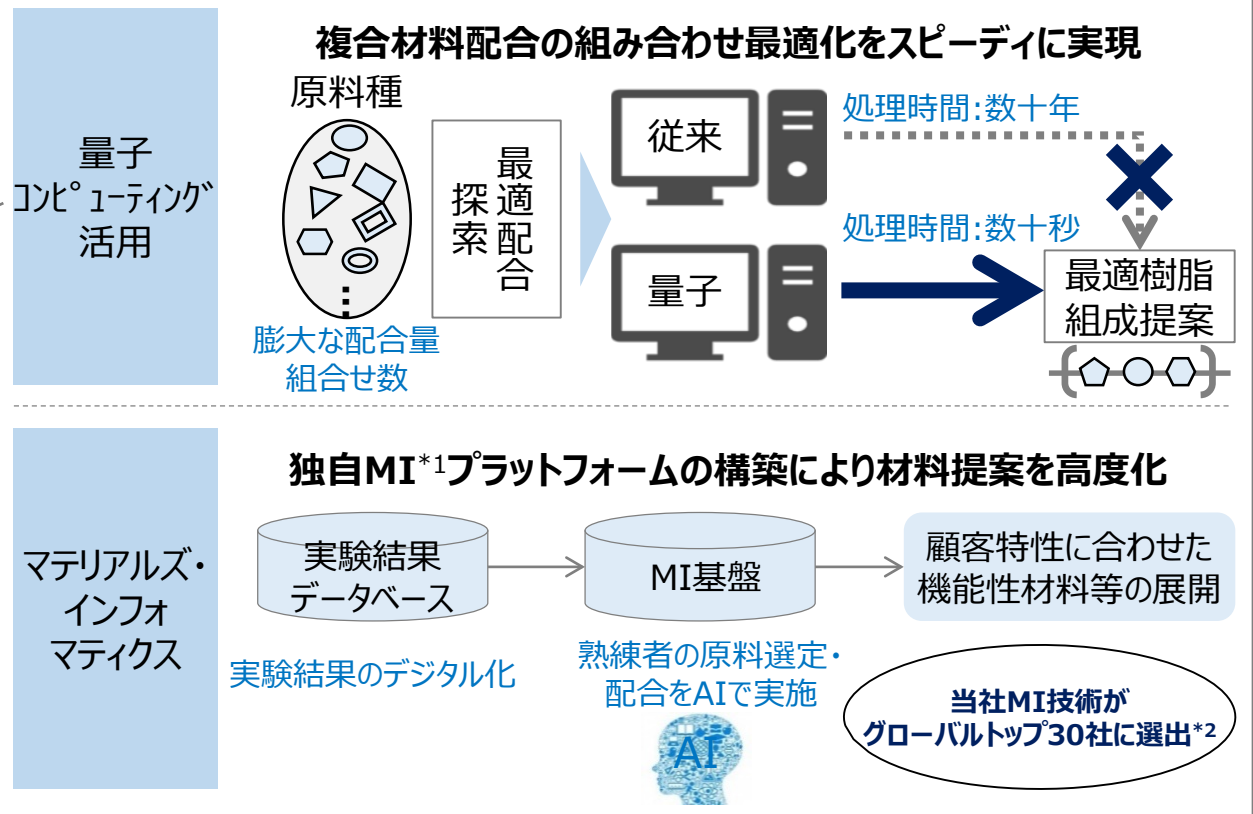 複合材料配合の組み合わせ最適化をスピーディに実現
量子
ｺﾝﾋﾟｭｰﾃｨﾝｸﾞ
活用
原料種
最適配合
探索
膨大な配合量
組合せ数
従来
量子
処理時間:数十年
処理時間:数十秒
最適樹脂
組成提案
独自MI*1プラットフォームの構築により材料提案を高度化
マテリアルズ・
インフォ
マティクス
実験結果
データベース
実験結果のデジタル化
MI基盤
熟練者の原料選定・
配合をAIで実施
AI
顧客特性に合わせた
機能性材料等の展開
当社MI技術が
グローバルトップ30社に選出*2